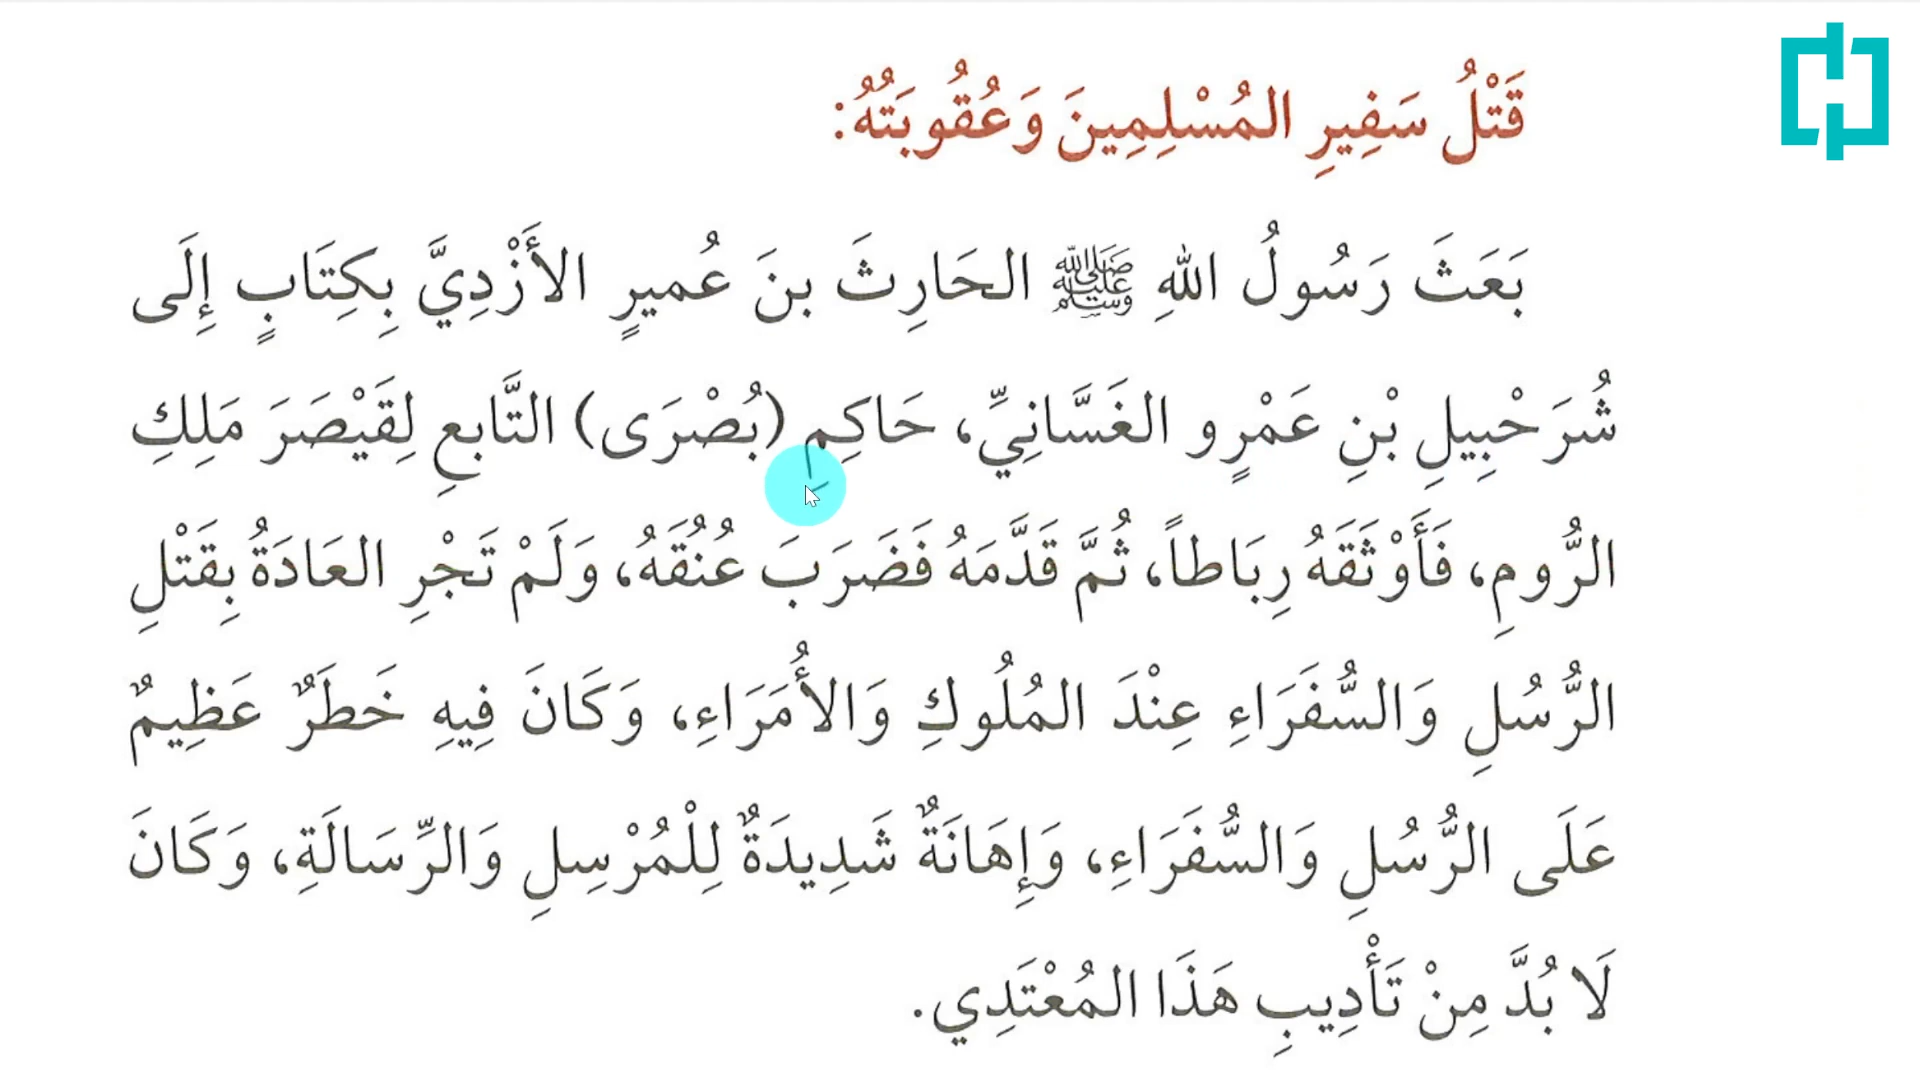 قَتْلُ سَفِيرِ المُسْلِمِينَ وَعُقُوبَتُهُ:
بَعَثَ رَسُولُ اللهِ ﷺ الحَارِثَ بنَ عُميرٍ الأَزْدِيَّ بِكِتَابٍ إِلَى
شُرَحْبِيلِ بْنِ عَمْرٍو الغَسَّانِيِّ، حَاكِمِ (بُصْرَى) التَّابعِ لِقَيْصَرَ مَلِكِ
الرُّومِ، فَأَوْثَقَهُ رِبَاطاً، ثُمَّ قَدَّمَهُ فَضَرَبَ عُنُقَهُ، وَلَمْ تَجْرِ العَادَةُ بِقَتْلِ
الرُّسُلِ وَالسُّفَرَاءِ عِنْدَ المُلُوكِ وَالأُمَرَاءِ، وَكَانَ فِيهِ خَطَرٌ عَظِيمٌ
عَلَى الرُّسُلِ وَالسُّفَرَاءِ، وَإِهَانَةٌ شَدِيدَةٌ لِلْمُرْسِلِ وَالرِّسَالَةِ، وَكَانَ
لَا بُدَّ مِنْ تَأْدِيبِ هَذَا المُعْتَدِي.